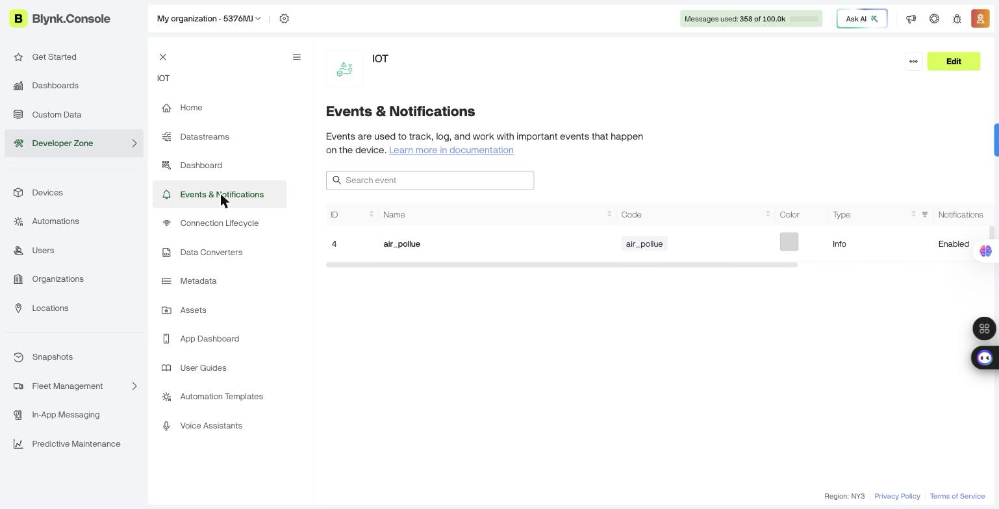 B Blynk.Console
My organization - 5376MJ
Messages used: 358 of 100.0k
Ask AI
Get Started
Dashboards
Custom Data
Developer Zone
Devices
Automations
Users
Organizations
Locations
Snapshots
Fleet Management
In-App Messaging
Predictive Maintenance
IOT
Home
Datastreams
Dashboard
Events & Notifications
Connection Lifecycle
Data Converters
Metadata
Assets
App Dashboard
User Guides
Automation Templates
Voice Assistants
IOT
Edit
Events & Notifications
Events are used to track, log, and work with important events that happen
on the device. Learn more in documentation
Search event
ID Name Code Color Type Notifications
4 air_pollue air_pollue Info Enabled
Region: NY3 Privacy Policy Terms of Service